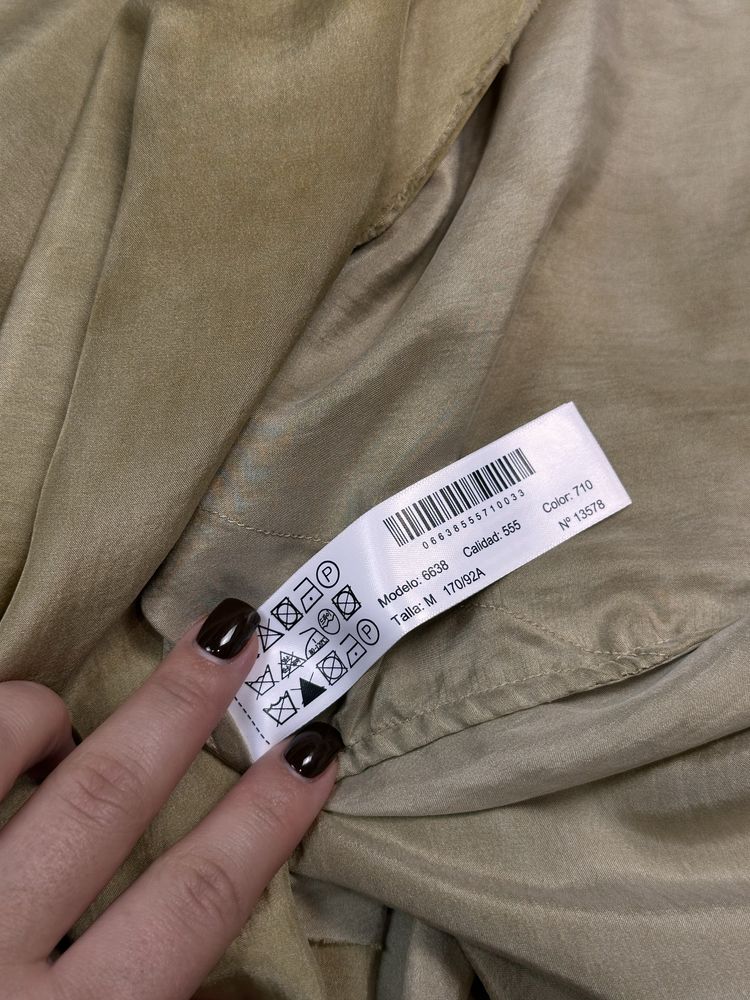 06638555710033
Modelo: 6638 Calidad: 555 Color: 710
Talla: M 170/92A Nº 13578
P
P